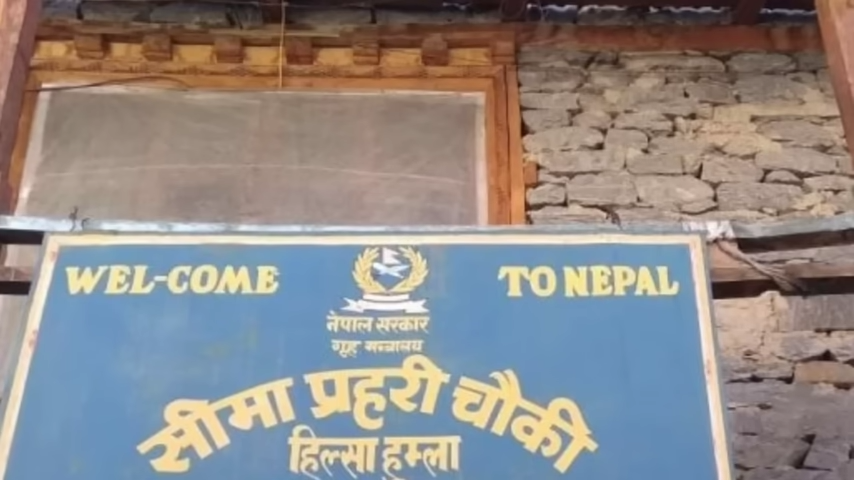 WEL-COME TO NEPAL
नेपाल सरकार
गृह मन्त्रालय
सीमा प्रहरी चौकी
हिल्सा हुम्ला